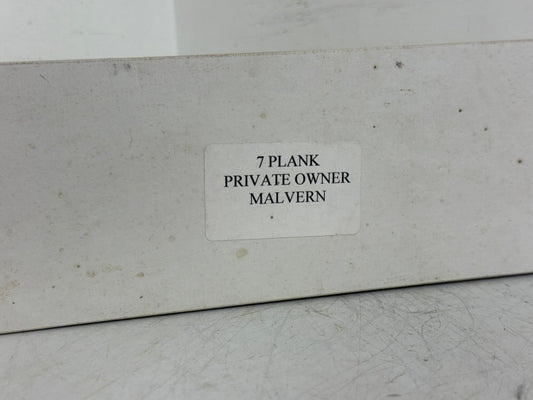 7 PLANK
PRIVATE OWNER
MALVERN